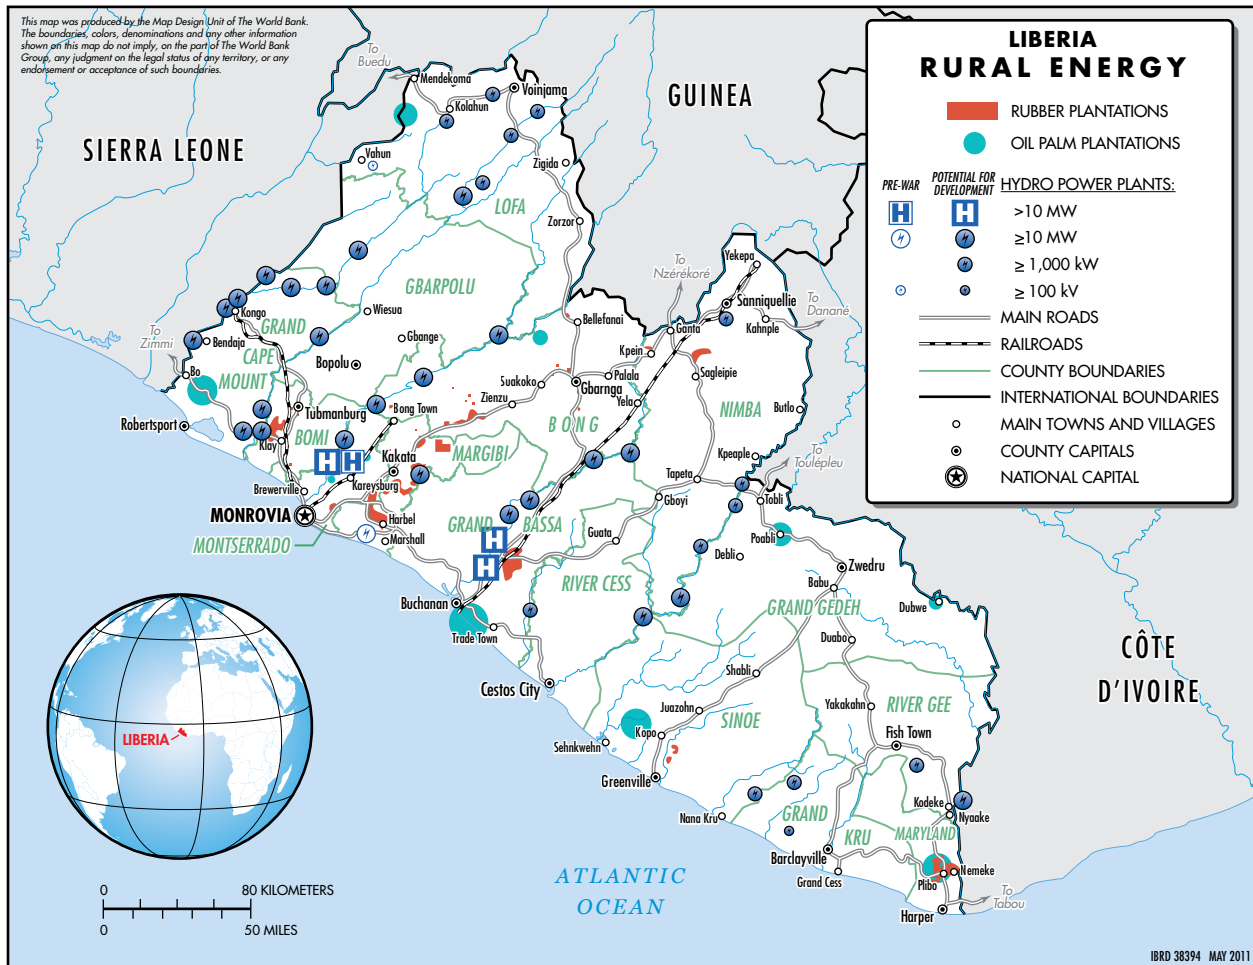 This map was produced by the Map Design Unit of The World Bank.
The boundaries, colors, denominations and any other information
shown on this map do not imply, on the part of The World Bank
Group, any judgment on the legal status of any territory, or any
endorsement or acceptance of such boundaries.
LIBERIA
RURAL ENERGY
RUBBER PLANTATIONS
OIL PALM PLANTATIONS
PRE-WAR
POTENTIAL FOR
DEVELOPMENT
HYDRO POWER PLANTS:
H H >10 MW
≥10 MW
≥ 1,000 kW
≥ 100 kV
MAIN ROADS
RAILROADS
COUNTY BOUNDARIES
INTERNATIONAL BOUNDARIES
MAIN TOWNS AND VILLAGES
COUNTY CAPITALS
NATIONAL CAPITAL
SIERRA LEONE
GUINEA
CÔTE
D'IVOIRE
To
Buedu
Mendekoma
Voinjama
Kolahun
Vahun
Zigida
LOFA
Zorzor
To
Nzérékoré
Yekepa
Sanniquellie
To
Danané
Kahnple
GBARPOLU
Kongo
Wiesua
Bellefanai
Ganta
GRAND
CAPE
MOUNT
To
Zimmi
Bendaja
Gbange
Kpein
Bopolu
Bo
Suakoko
Palala
Gbarnga
Sagleipie
Zienzu
Yela
NIMBA
Butlo
Robertsport
Tubmanburg
Bong Town
BONG
Klay
BOMI
H H
MARGIBI
Kakata
Kpeaple
To
Toulépleu
Kareysburg
Tapeta
Brewerville
Gboyi
Tobli
MONROVIA
Harbel
GRAND BASSA
MONTSERRADO
Marshall
Guata
Debli
Poabli
H
H
RIVER CESS
Zwedru
Babu
Buchanan
GRAND GEDEH
Dubwe
Trade Town
Duabo
Shabli
Cestos City
Juazohn
SINOE
Yakakahn
RIVER GEE
Kopo
Fish Town
Sehnkwehn
Greenville
Nana Kru
GRAND
KRU
Kodeke
Nyaake
MARYLAND
Barclayville
Grand Cess
Plibo
Nemeke
Harper
To
Tabou
LIBERIA
ATLANTIC
OCEAN
0 80 KILOMETERS
0 50 MILES
IBRD 38394 MAY 2011